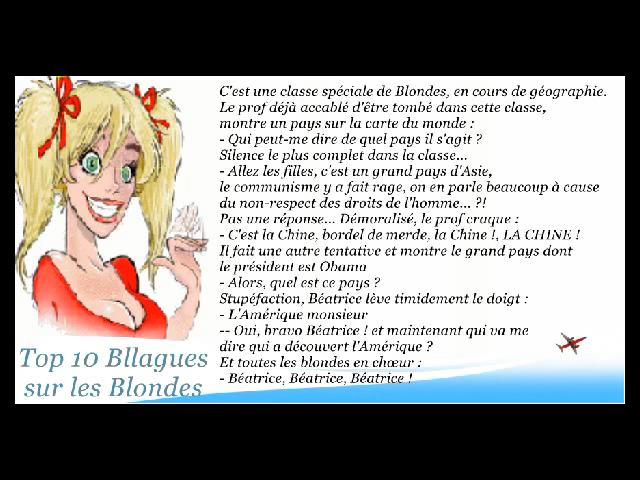 C'est une classe spéciale de Blondes, en cours de géographie.
Le prof déjà accablé d'être tombé dans cette classe,
montre un pays sur la carte du monde :
- Qui peut-me dire de quel pays il s'agit ?
Silence le plus complet dans la classe...
- Allez les filles, c'est un grand pays d'Asie,
le communisme y a fait rage, on en parle beaucoup à cause
du non-respect des droits de l'homme... ?!
Pas une réponse... Démoralisé, le prof craque :
- C'est la Chine, bordel de merde, la Chine !, LA CHINE !
Il fait une autre tentative et montre le grand pays dont
le président est Obama
- Alors, quel est ce pays ?
Stupéfaction, Béatrice lève timidement le doigt :
- L'Amérique monsieur
-- Oui, bravo Béatrice ! et maintenant qui va me
dire qui a découvert l'Amérique ?
Et toutes les blondes en chœur :
- Béatrice, Béatrice, Béatrice !
Top 10 Bllagues
sur les Blondes